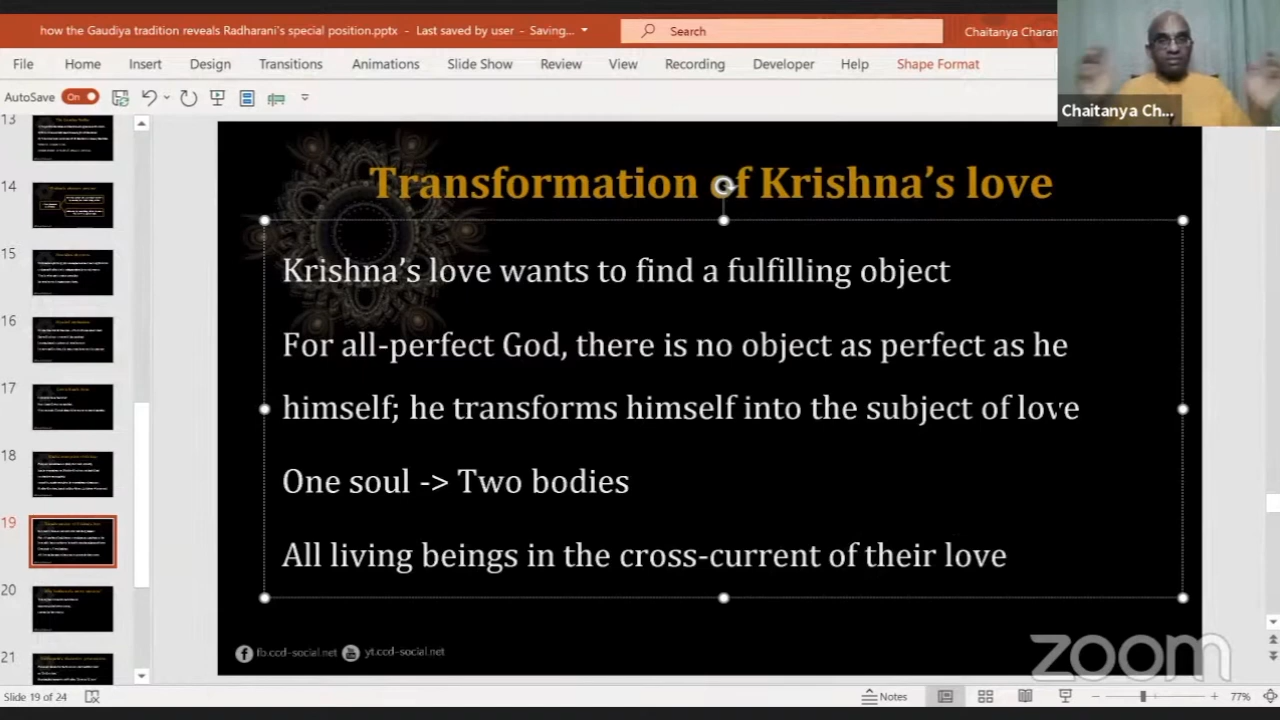 how the Gaudiya tradition reveals Radharani's special position.pptx - Last saved by user - Saving...
Search
Chaitanya Charan
File Home Insert Design Transitions Animations Slide Show Review View Recording Developer Help Shape Format
AutoSave On
Chaitanya Ch...
13
14
15
16
17
18
19
20
21
Transformation of Krishna's love
Krishna's love wants to find a fulfilling object
For all-perfect God, there is no object as perfect as he
himself; he transforms himself into the subject of love
One soul -> Two bodies
All living beings in the cross-current of their love
fb.ccd-social.net yt.ccd-social.net
zoom
Slide 19 of 24
Notes
77%